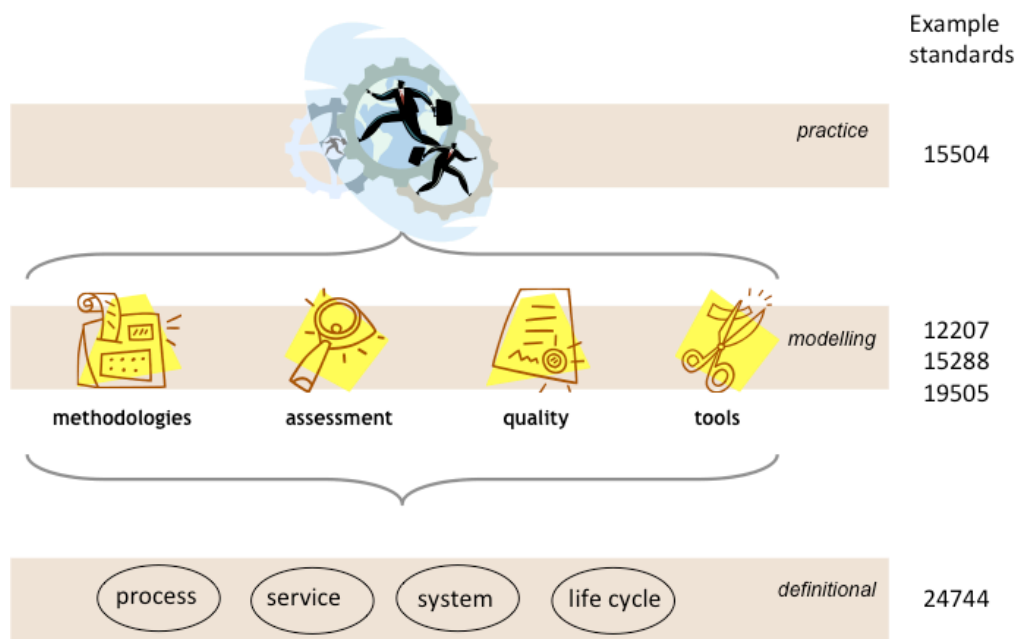 Example
standards
practice
15504
modelling
12207
15288
19505
methodologies assessment quality tools
process service system life cycle definitional 24744